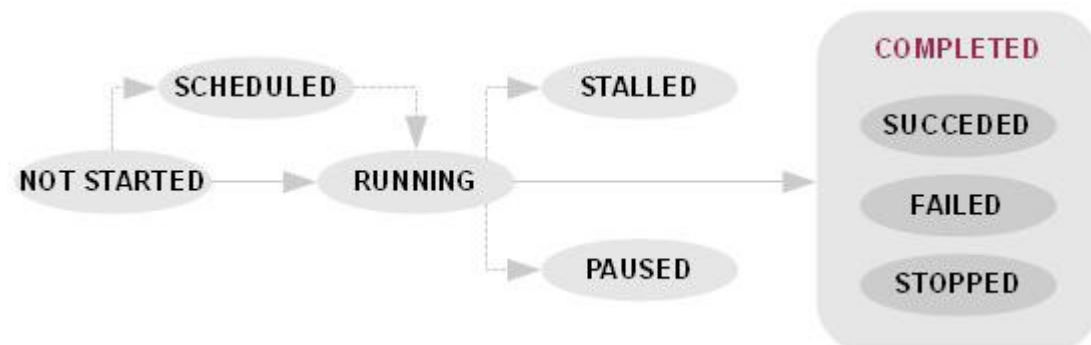 COMPLETED
SCHEDULED
STALLED
SUCCEDED
NOT STARTED
RUNNING
FAILED
PAUSED
STOPPED